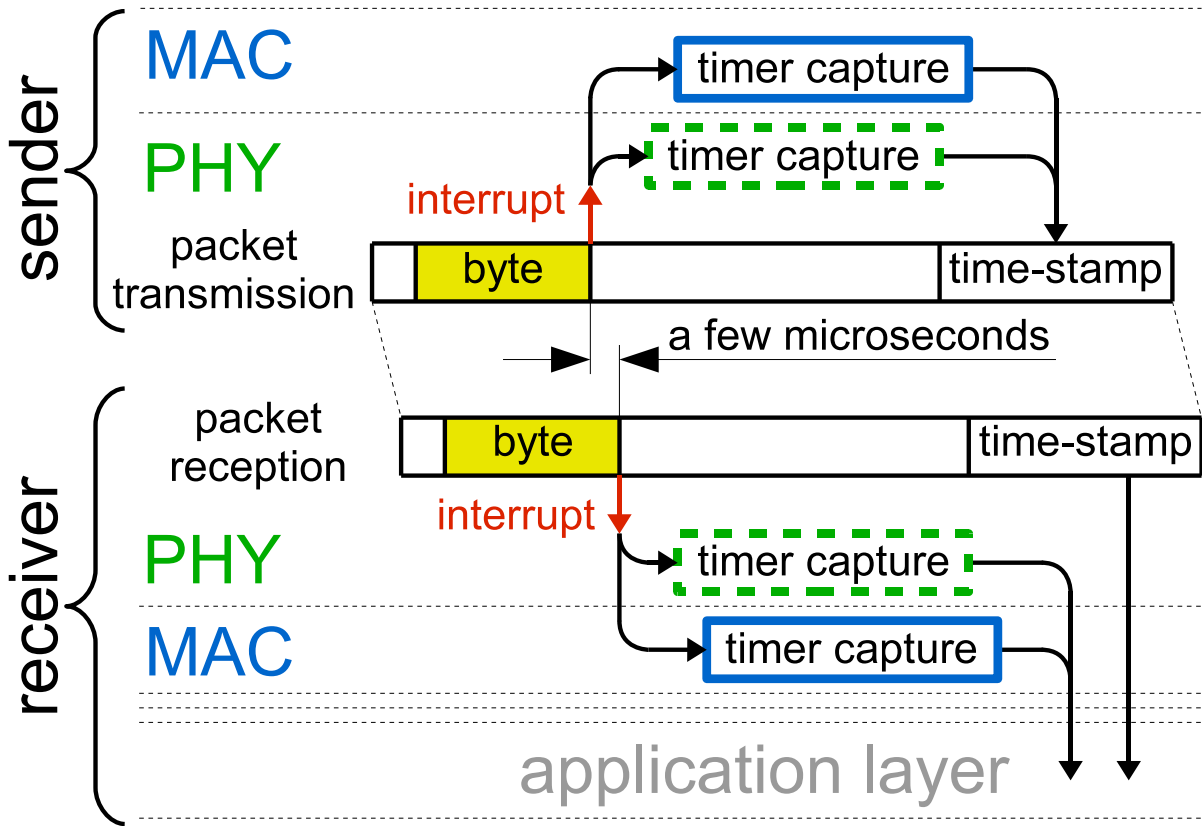 sender
MAC
timer capture
PHY
timer capture
interrupt
packet
transmission
byte
time-stamp
a few microseconds
receiver
packet
reception
byte
time-stamp
interrupt
PHY
timer capture
MAC
timer capture
application layer